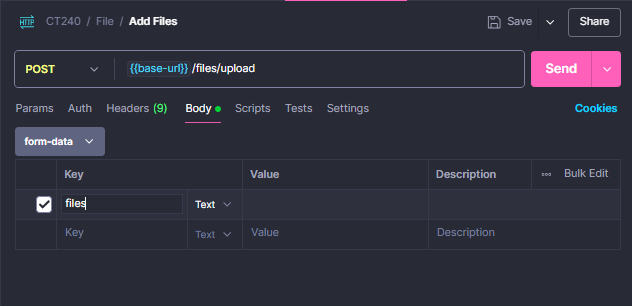 HTTP CT240 / File / Add Files Save Share
POST {{base-url}} /files/upload Send
Params Auth Headers (9) Body Scripts Tests Settings Cookies
form-data
Key Value Description Bulk Edit
files Text
Key Text Value Description